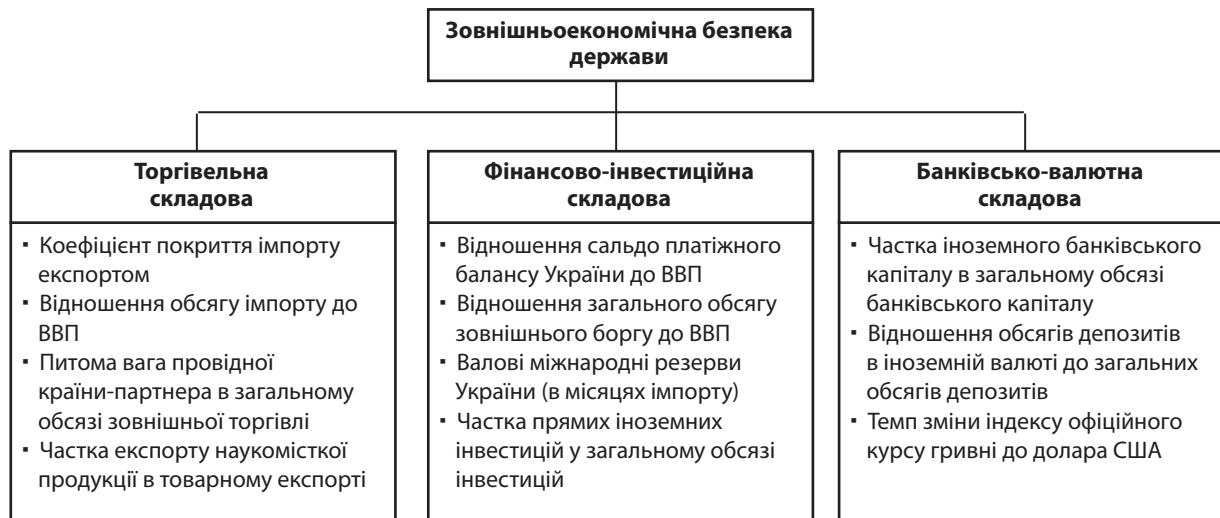 Зовнішньоекономічна безпека
держави
Торгівельна
складова
▪ Коефіцієнт покриття імпорту
експортом
▪ Відношення обсягу імпорту до
ВВП
▪ Питома вага провідної
країни-партнера в загальному
обсязі зовнішньої торгівлі
▪ Частка експорту наукомісткої
продукції в товарному експорті
Фінансово-інвестиційна
складова
▪ Відношення сальдо платіжного
балансу України до ВВП
▪ Відношення загального обсягу
зовнішнього боргу до ВВП
▪ Валові міжнародні резерви
України (в місяцях імпорту)
▪ Частка прямих іноземних
інвестицій у загальному обсязі
інвестицій
Банківсько-валютна
складова
▪ Частка іноземного банківського
капіталу в загальному обсязі
банківського капіталу
▪ Відношення обсягів депозитів
в іноземній валюті до загальних
обсягів депозитів
▪ Темп зміни індексу офіційного
курсу гривні до долара США